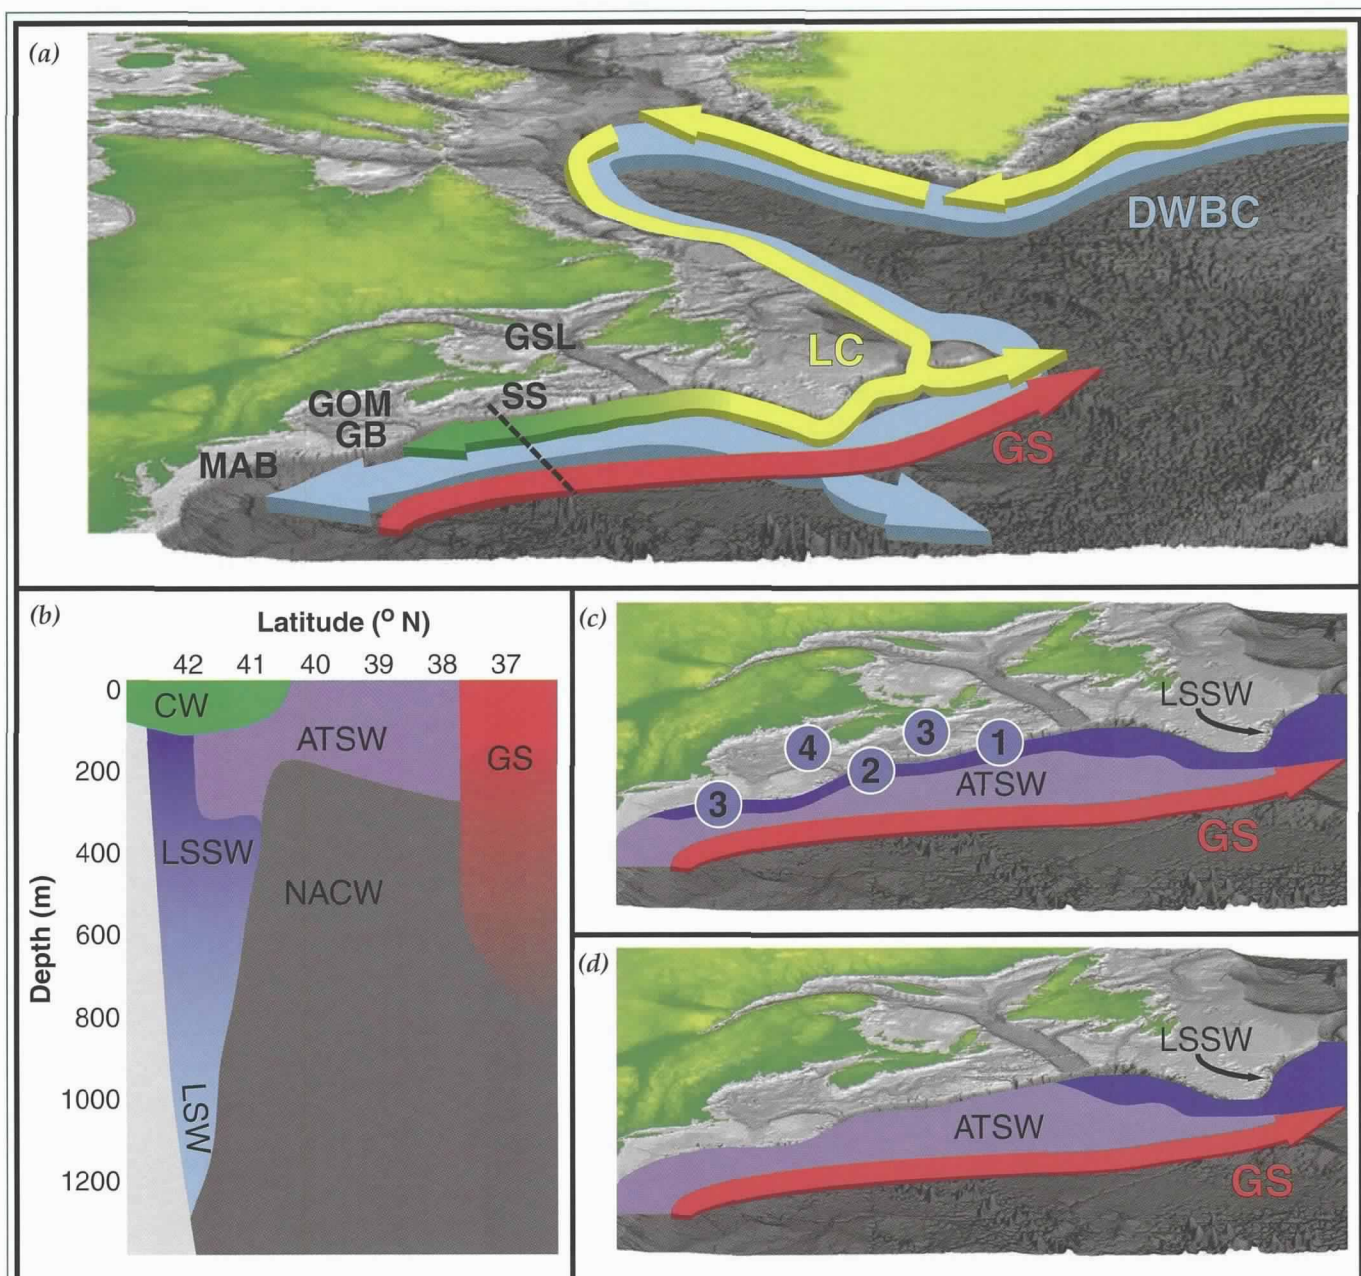 (a)
DWBC
GSL
LC
SS
GOM
GB
MAB
GS
(b)
Latitude (° N)
42 41 40 39 38 37
0
200
400
600
800
1000
1200
Depth (m)
CW
ATSW
GS
LSSW
NACW
LSW
(c)
LSSW
3
1
4
2
3
ATSW
GS
(d)
LSSW
ATSW
GS